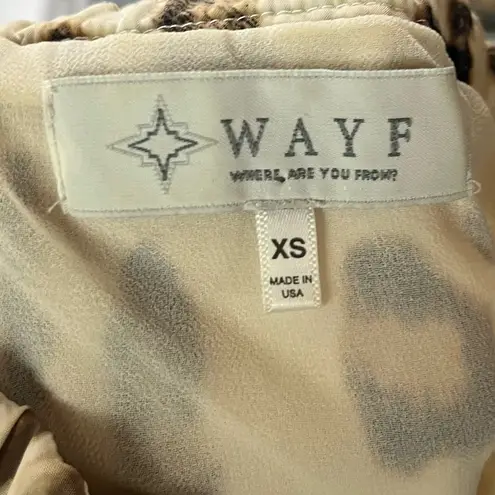 WAYF
WHERE ARE YOU FROM?
XS
MADE IN
USA